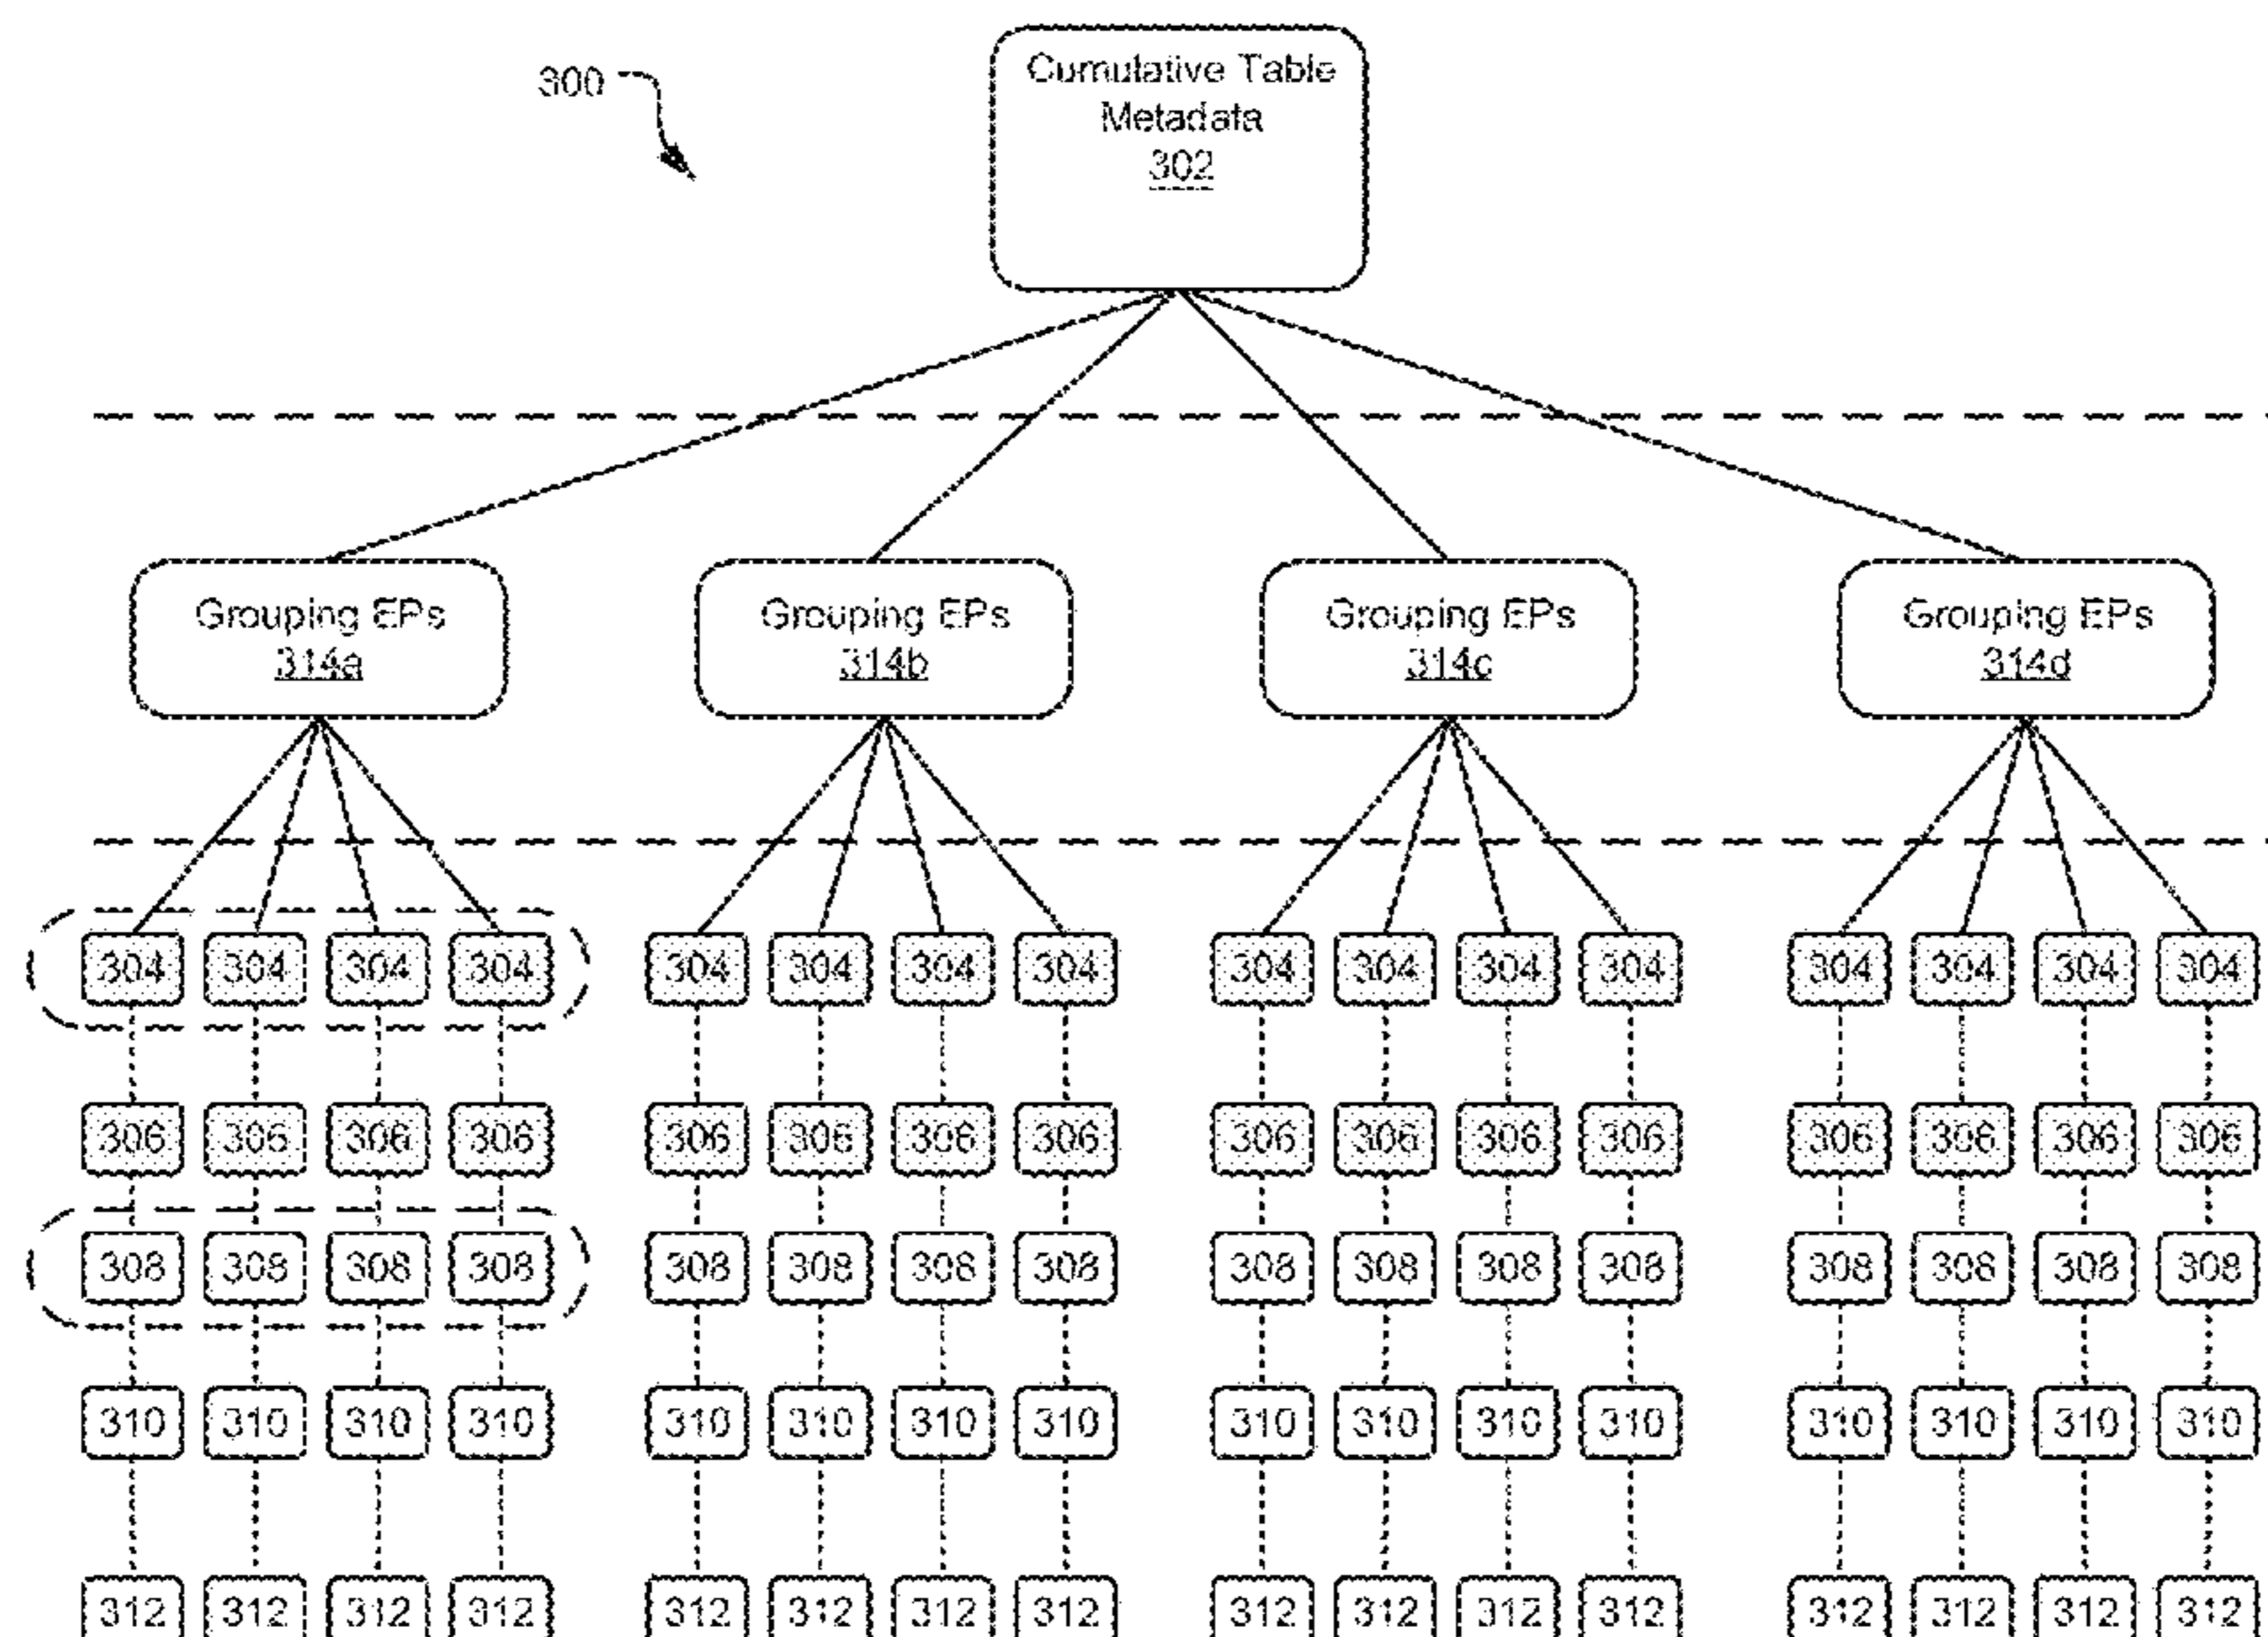 300
Cumulative Table
Metadata
302
Grouping EPs Grouping EPs Grouping EPs Grouping EPs
314a 314b 314c 314d
304 304 304 304 304 304 304 304 304 304 304 304 304 304 304 304
306 306 306 306 306 306 306 306 306 306 306 306 306 306 306 306
308 308 308 308 308 308 308 308 308 308 308 308 308 308 308 308
310 310 310 310 310 310 310 310 310 310 310 310 310 310 310 310
312 312 312 312 312 312 312 312 312 312 312 312 312 312 312 312